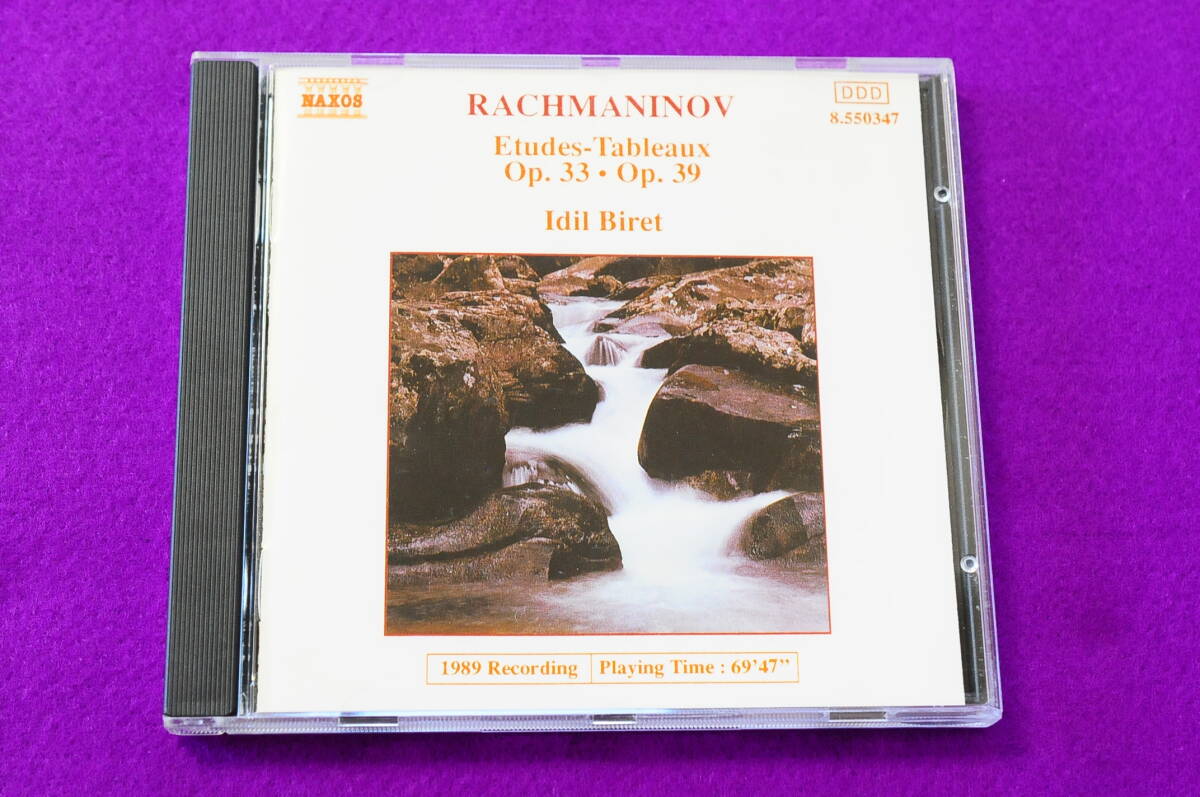 NAXOS
RACHMANINOV
DDD
8.550347
Etudes-Tableaux
Op. 33 • Op. 39
Idil Biret
1989 Recording
Playing Time : 69'47”